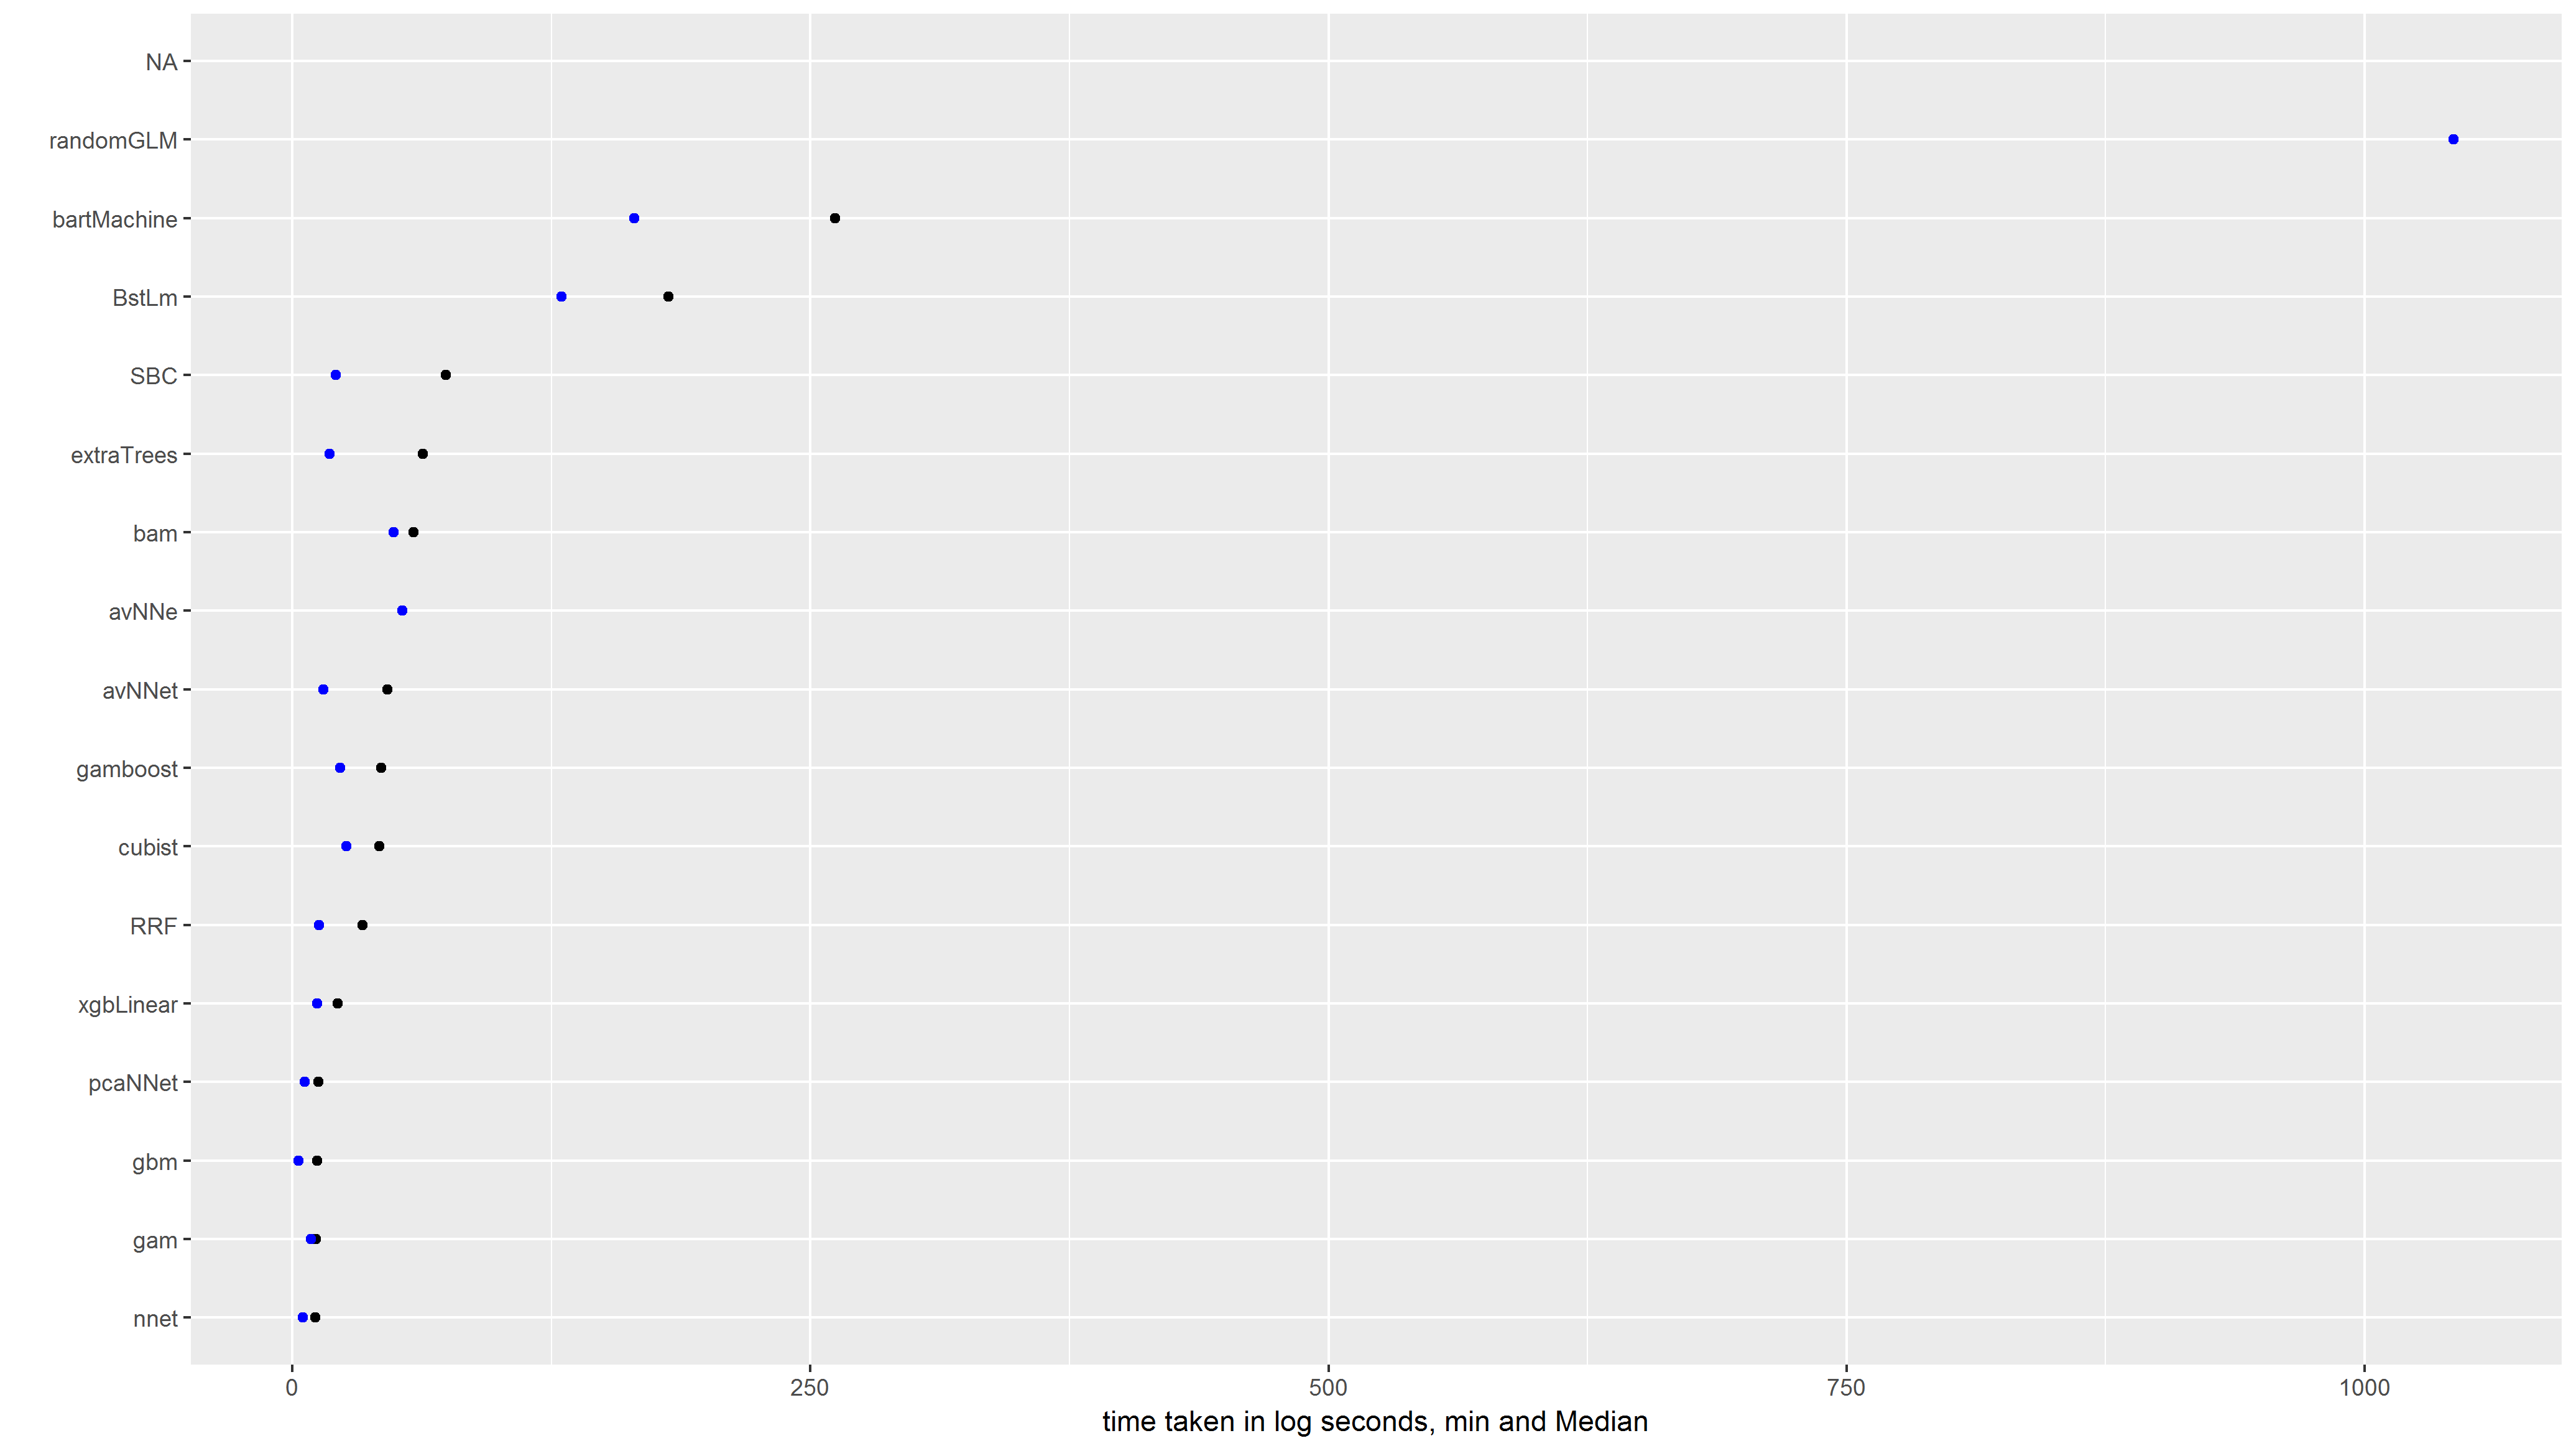 NA
randomGLM
bartMachine
BstLm
SBC
extraTrees
bam
avNNe
avNNet
gamboost
cubist
RRF
xgbLinear
pcaNNet
gbm
gam
nnet
0 250 500 750 1000
time taken in log seconds, min and Median